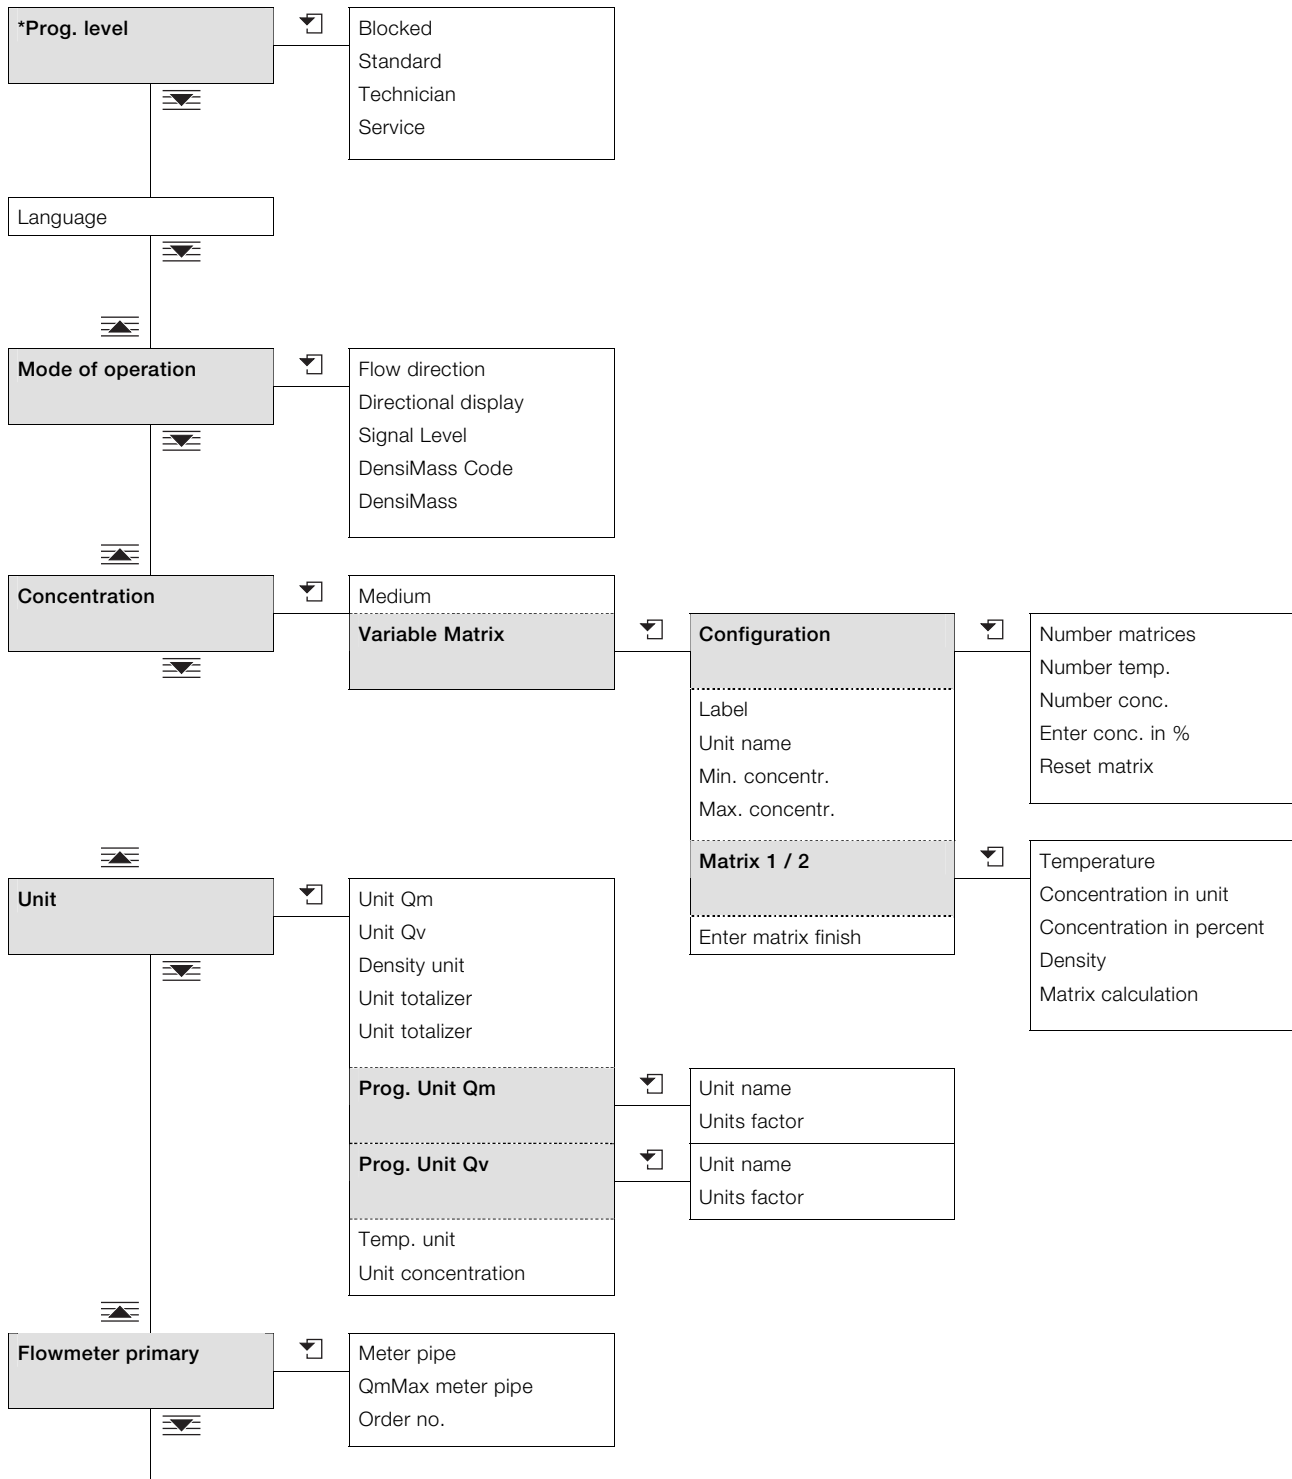 *Prog. level
Blocked
Standard
Technician
Service
Language
Mode of operation
Flow direction
Directional display
Signal Level
DensiMass Code
DensiMass
Concentration
Medium
Variable Matrix
Configuration
Number matrices
Number temp.
Number conc.
Enter conc. in %
Reset matrix
Label
Unit name
Min. concentr.
Max. concentr.
Matrix 1 / 2
Temperature
Concentration in unit
Concentration in percent
Density
Matrix calculation
Enter matrix finish
Unit
Unit Qm
Unit Qv
Density unit
Unit totalizer
Unit totalizer
Prog. Unit Qm
Unit name
Units factor
Prog. Unit Qv
Unit name
Units factor
Temp. unit
Unit concentration
Flowmeter primary
Meter pipe
QmMax meter pipe
Order no.